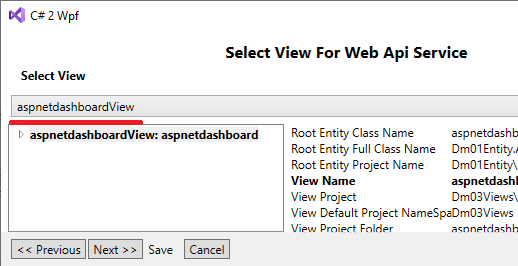 C# 2 Wpf
Select View For Web Api Service
Select View
aspnetdashboardView
aspnetdashboardView: aspnetdashboard
Root Entity Class Name aspnetdashb
Root Entity Full Class Name Dm01Entity.
Root Entity Project Name Dm01Entity\
View Name aspnetdashl
View Project Dm03Views\
View Default Project NameSpa Dm03Views
View Project Folder aspnetdashb
<< Previous Next >> Save Cancel